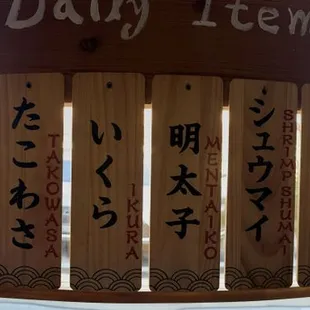 Daily Item
たこわさ
TAKOWASA
いくら
IKURA
明太子
MENTAIKO
シュウマイ
SHRIMP SHUMAI